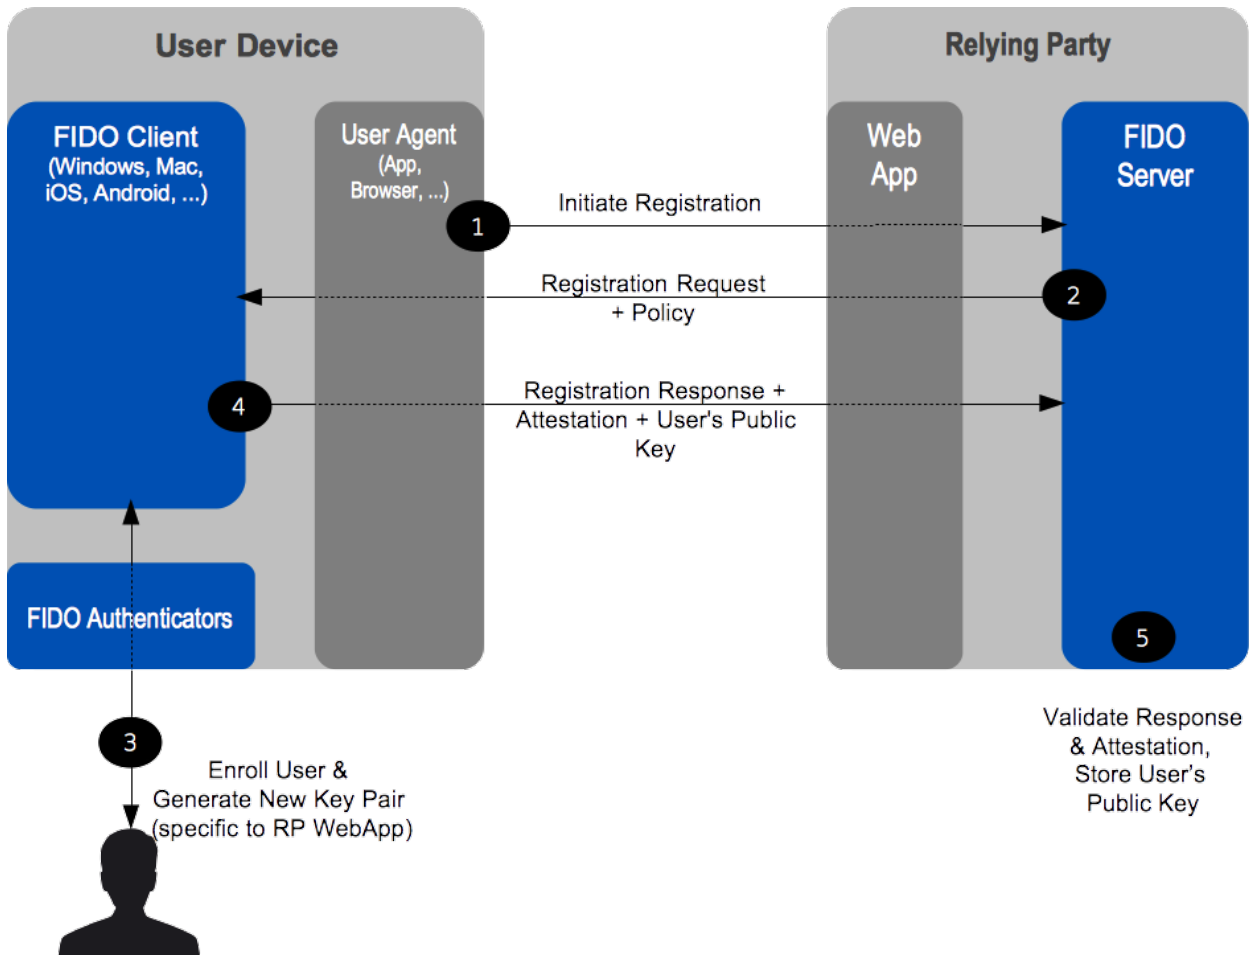 User Device
Relying Party
FIDO Client
(Windows, Mac,
iOS, Android, ...)
User Agent
(App,
Browser, ...)
Web
App
FIDO
Server
1
Initiate Registration
2
Registration Request
+ Policy
4
Registration Response +
Attestation + User's Public
Key
FIDO Authenticators
5
Validate Response
& Attestation,
Store User's
Public Key
3
Enroll User &
Generate New Key Pair
(specific to RP WebApp)